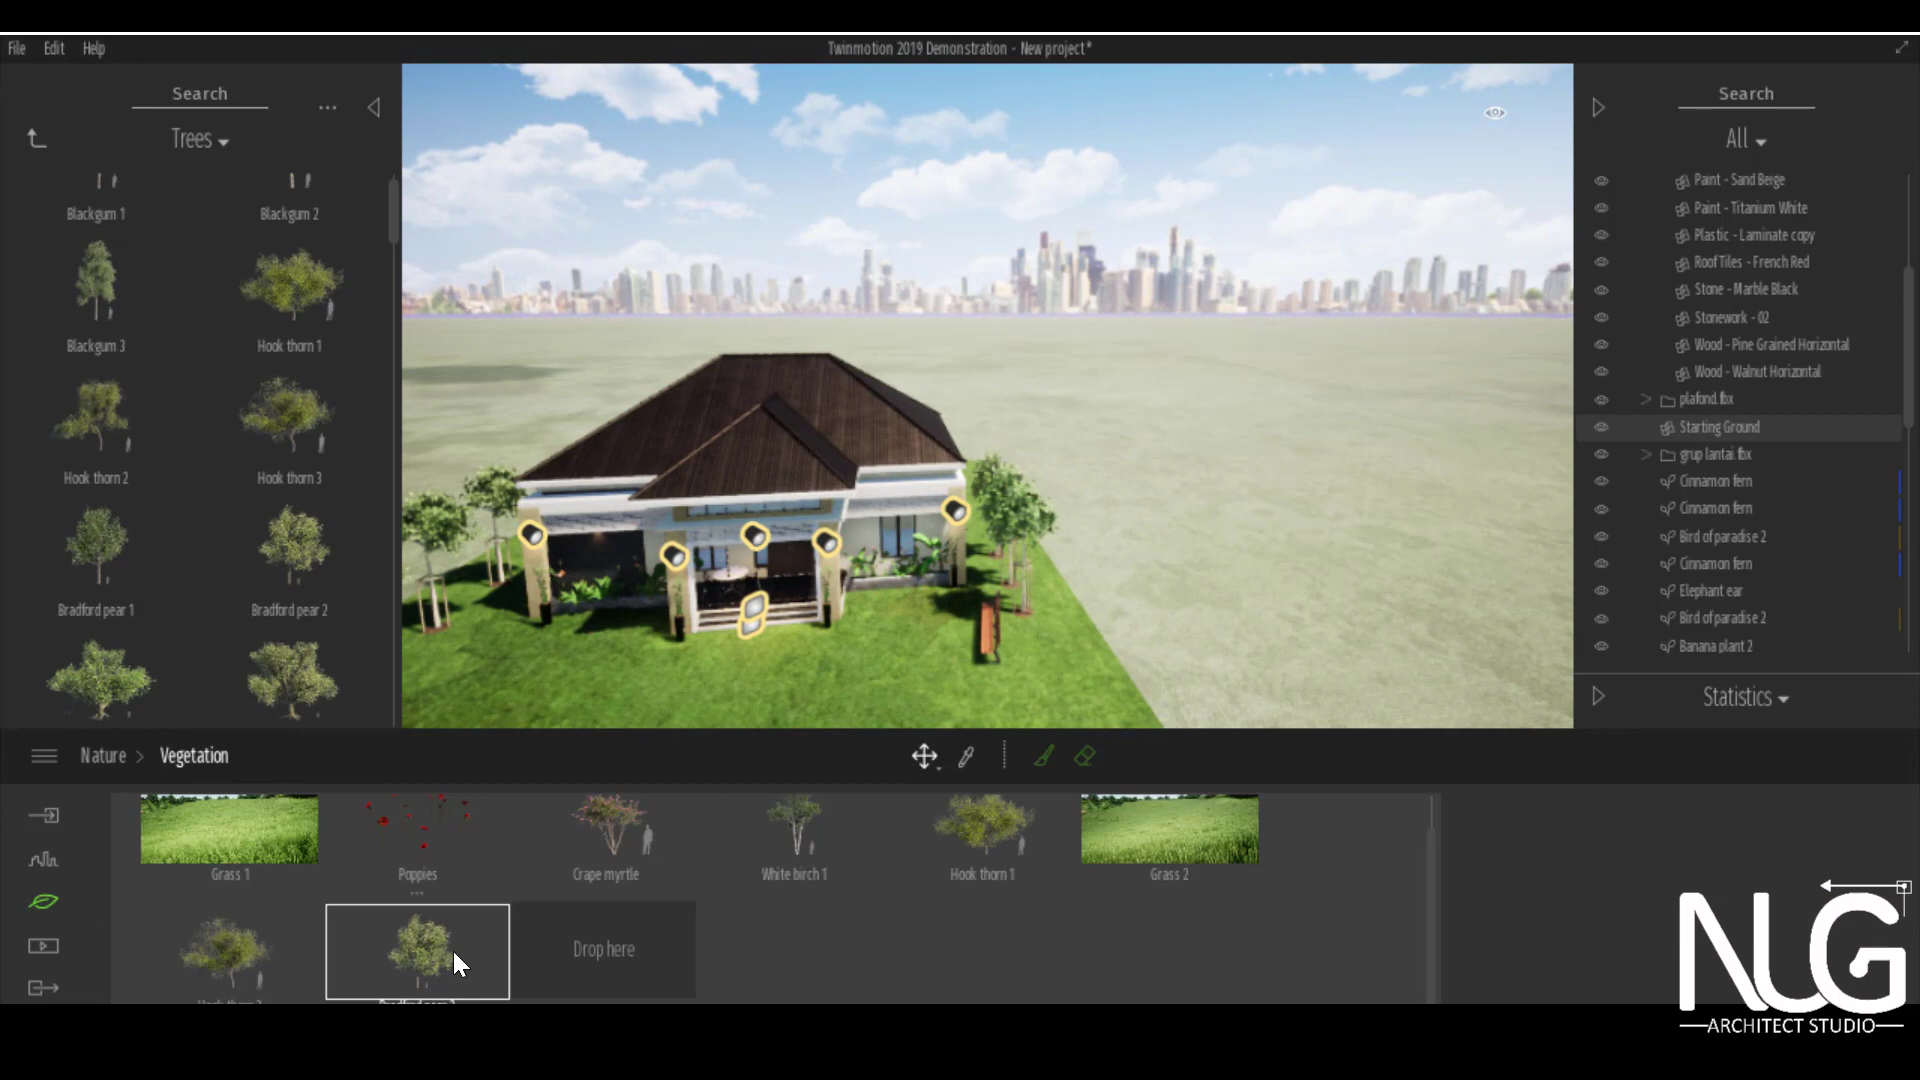 File Edit Help
Twinmotion 2019 Demonstration - New project*
Search
Trees
Blackgum 1
Blackgum 2
Blackgum 3
Hook thorn 1
Hook thorn 2
Hook thorn 3
Bradford pear 1
Bradford pear 2
Search
All
Paint - Sand Beige
Paint - Titanium White
Plastic - Laminate copy
Roof Tiles - French Red
Stone - Marble Black
Stonework - 02
Wood - Pine Grained Horizontal
Wood - Walnut Horizontal
plafond.fbx
Starting Ground
grup lantai.fbx
Cinnamon fern
Cinnamon fern
Bird of paradise 2
Cinnamon fern
Elephant ear
Bird of paradise 2
Banana plant 2
Statistics
Nature > Vegetation
Grass 1
Poppies
Crape myrtle
White birch 1
Hook thorn 1
Grass 2
Drop here
NUG
ARCHITECT STUDIO